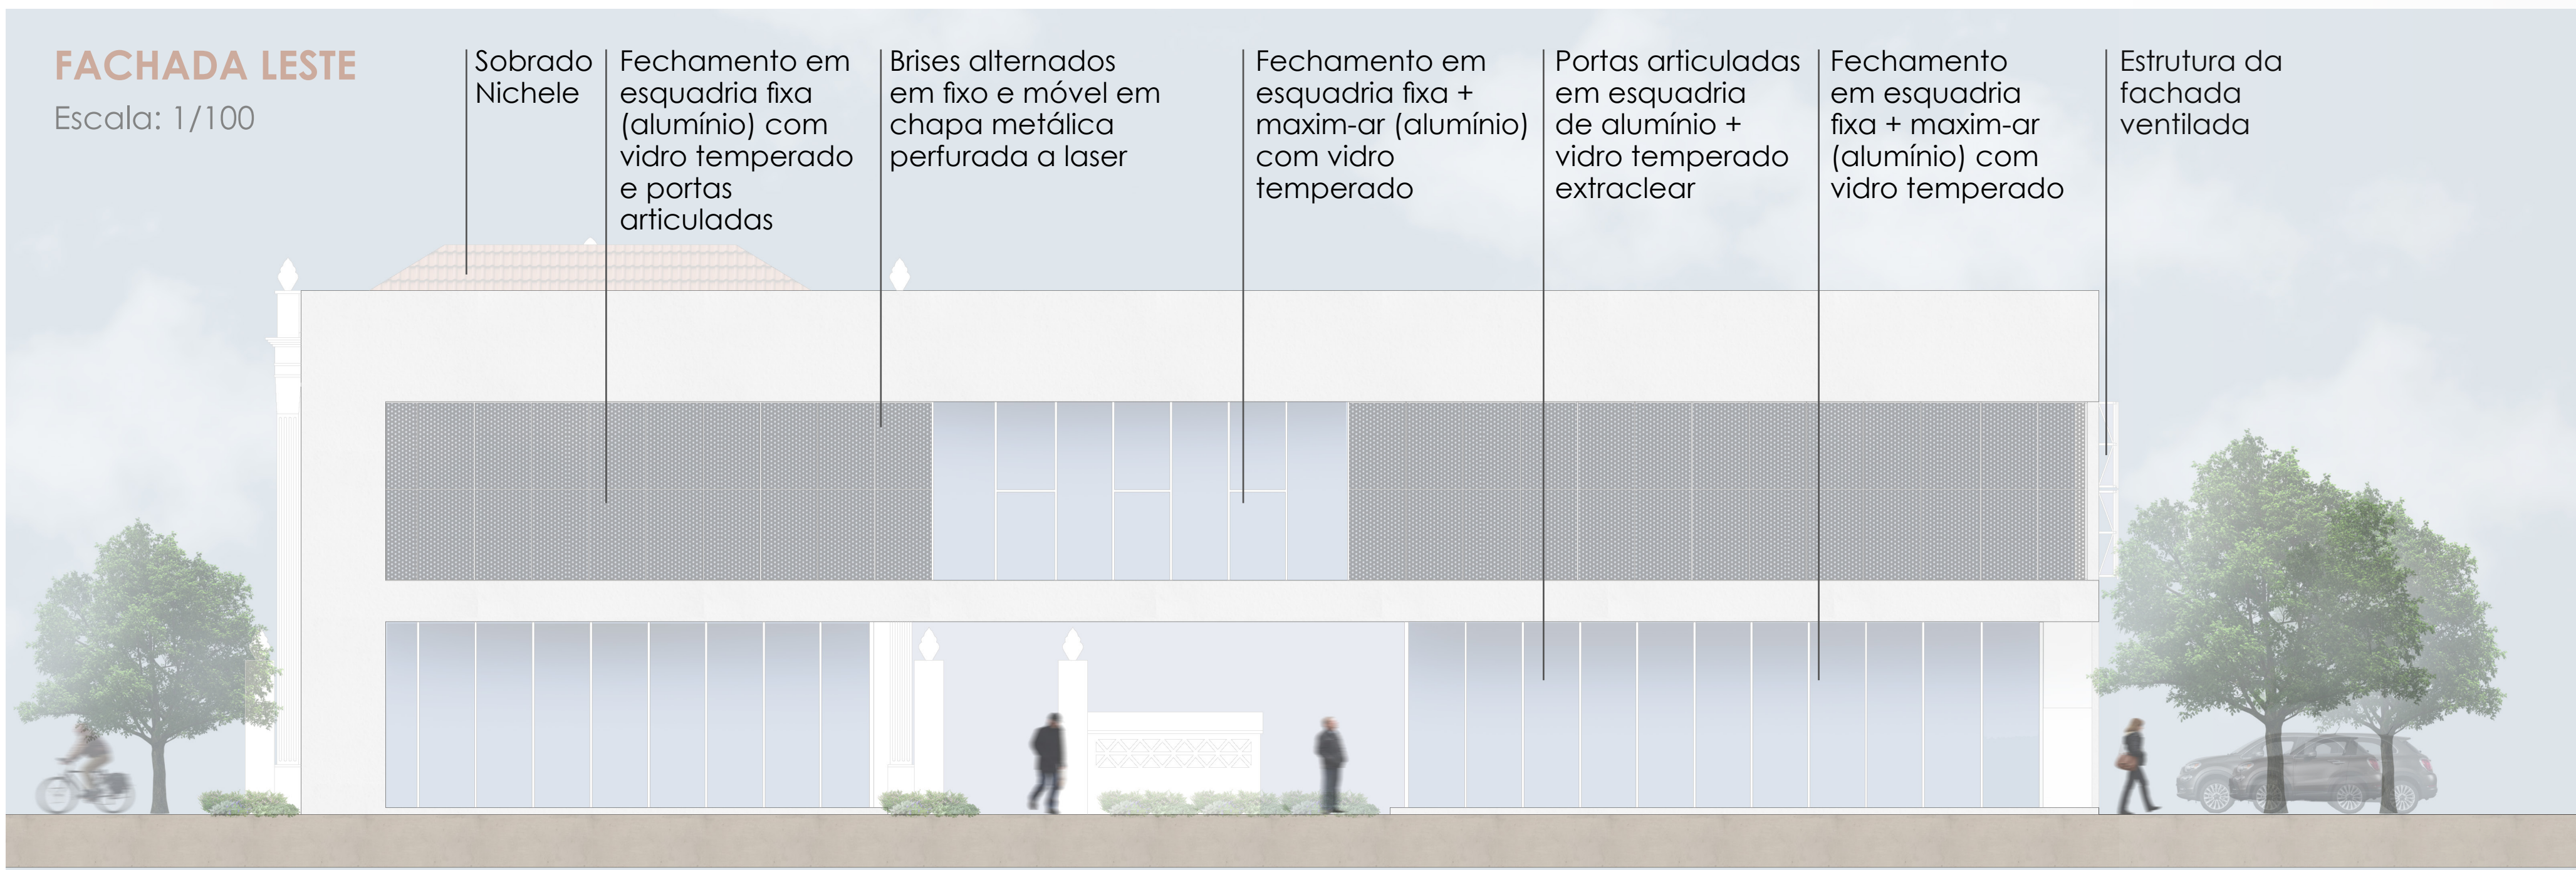 FACHADA LESTE
Escala: 1/100
Sobrado
Nichele
Fechamento em
esquadria fixa
(alumínio) com
vidro temperado
e portas
articuladas
Brises alternados
em fixo e móvel em
chapa metálica
perfurada a laser
Fechamento em
esquadria fixa +
maxim-ar (alumínio)
com vidro
temperado
Portas articuladas
em esquadria
de alumínio +
vidro temperado
extraclear
Fechamento
em esquadria
fixa + maxim-ar
(alumínio) com
vidro temperado
Estrutura da
fachada
ventilada